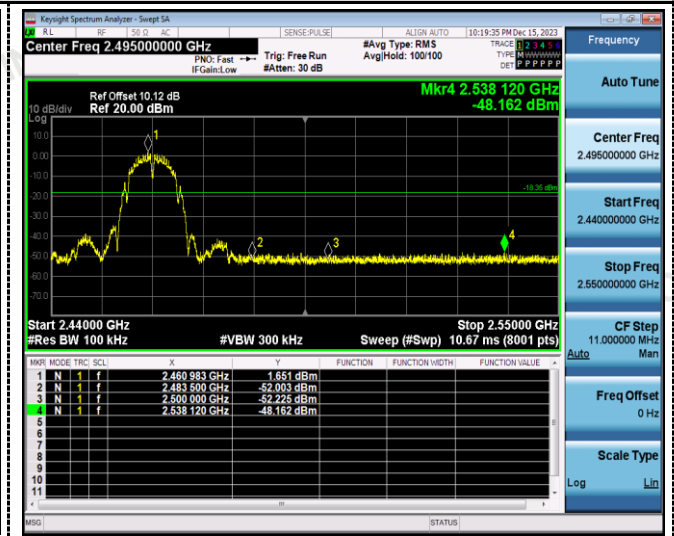 Keysight Spectrum Analyzer - Swept SA
RL RF 50 Ω AC SENSE:PULSE ALIGN AUTO 10:19:35 PM Dec 15, 2023
Center Freq 2.495000000 GHz
PNO: Fast
IFGain:Low
Trig: Free Run
#Atten: 30 dB
#Avg Type: RMS
Avg|Hold: 100/100
TRACE 1 2 3 4 5 6
TYPE
DET P P P P P P
Mkr4 2.538 120 GHz
-48.162 dBm
Ref Offset 10.12 dB
10 dB/div Ref 20.00 dBm
Log
10.0
0.00
-10.0
-20.0
-30.0
-40.0
-50.0
-60.0
-70.0
1
2
3
4
-18.35 dBm
Start 2.44000 GHz Stop 2.55000 GHz
#Res BW 100 kHz #VBW 300 kHz Sweep (#Swp) 10.67 ms (8001 pts)
MKR MODE TRC SCL X Y FUNCTION FUNCTION WIDTH FUNCTION VALUE
1 N 1 f 2.460 983 GHz 1.651 dBm
2 N 1 f 2.483 500 GHz -52.003 dBm
3 N 1 f 2.500 000 GHz -52.225 dBm
4 N 1 f 2.538 120 GHz -48.162 dBm
5
6
7
8
9
10
11
MSG STATUS
Frequency
Auto Tune
Center Freq
2.495000000 GHz
Start Freq
2.440000000 GHz
Stop Freq
2.550000000 GHz
CF Step
11.000000 MHz
Auto Man
Freq Offset
0 Hz
Scale Type
Log Lin